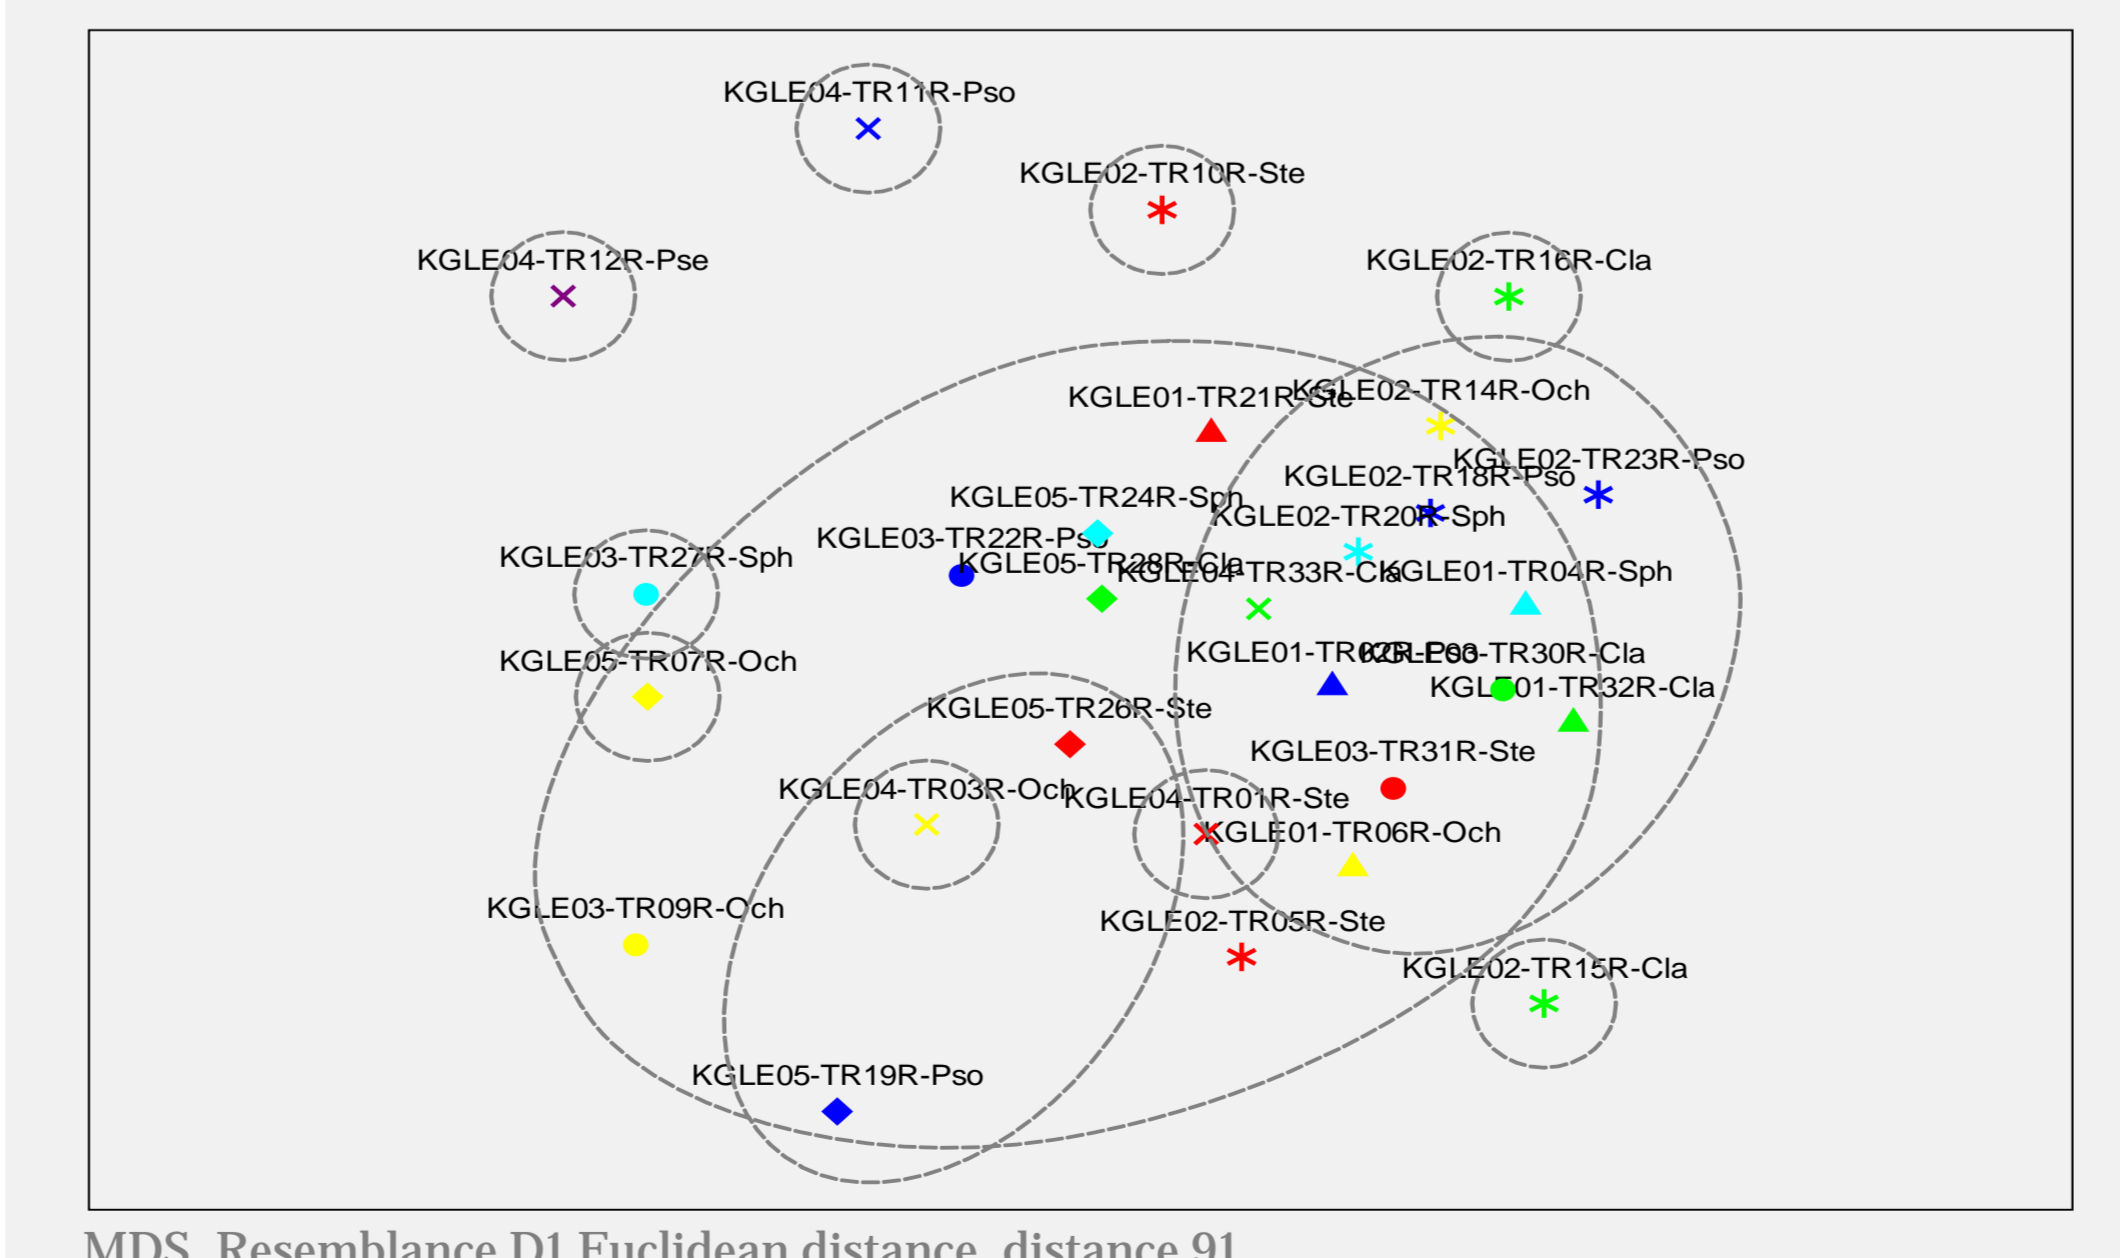 KGLE04-TR11R-Pso
KGLE02-TR10R-Ste
KGLE04-TR12R-Pse
KGLE02-TR16R-Cla
KGLE01-TR21R-Ste
KGLE02-TR14R-Och
KGLE02-TR23R-Pso
KGLE02-TR18R-Pso
KGLE05-TR24R-Sph
KGLE02-TR20R-Sph
KGLE03-TR22R-Pso
KGLE03-TR27R-Sph
KGLE05-TR28R-Cla
KGLE04-TR33R-Cla
KGLE01-TR04R-Sph
KGLE01-TR02R-Pso
KGLE03-TR30R-Cla
KGLE05-TR07R-Och
KGLE01-TR32R-Cla
KGLE05-TR26R-Ste
KGLE03-TR31R-Ste
KGLE04-TR03R-Och
KGLE04-TR01R-Ste
KGLE01-TR06R-Och
KGLE03-TR09R-Och
KGLE02-TR05R-Ste
KGLE02-TR15R-Cla
KGLE05-TR19R-Pso
MDS, Resemblance D1 Euclidean distance, distance 91